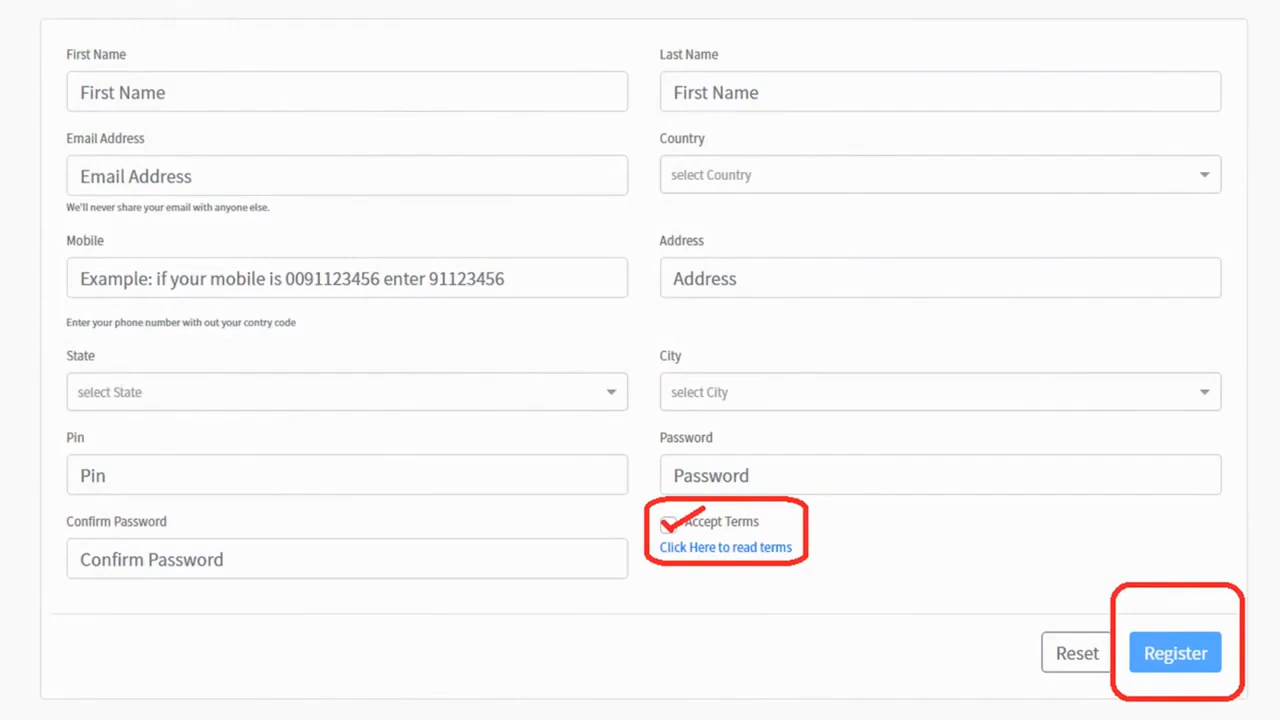 First Name
Last Name
First Name
First Name
Email Address
Country
Email Address
select Country
We'll never share your email with anyone else.
Mobile
Address
Example: if your mobile is 0091123456 enter 91123456
Address
Enter your phone number with out your contry code
State
City
select State
select City
Pin
Password
Pin
Password
Confirm Password
Accept Terms
Click Here to read terms
Confirm Password
Reset
Register